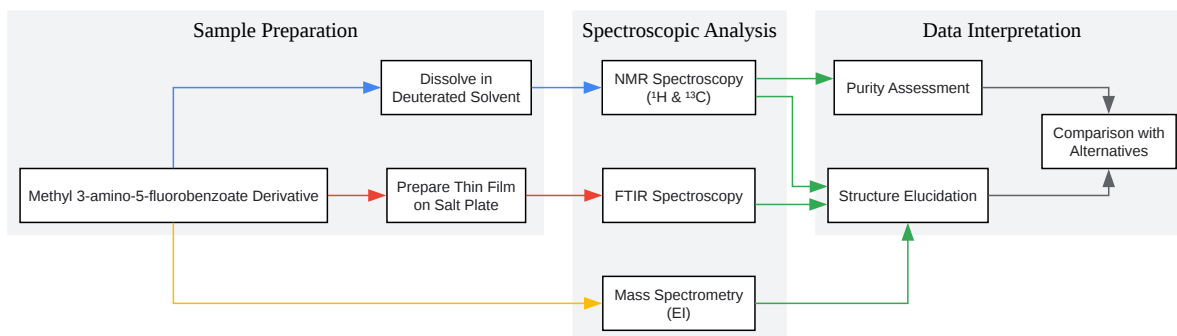 Sample Preparation
Spectroscopic Analysis
Data Interpretation
Dissolve in
Deuterated Solvent
NMR Spectroscopy
(¹H & ¹³C)
Purity Assessment
Comparison with
Alternatives
Methyl 3-amino-5-fluorobenzoate Derivative
Prepare Thin Film
on Salt Plate
FTIR Spectroscopy
Structure Elucidation
Mass Spectrometry
(EI)